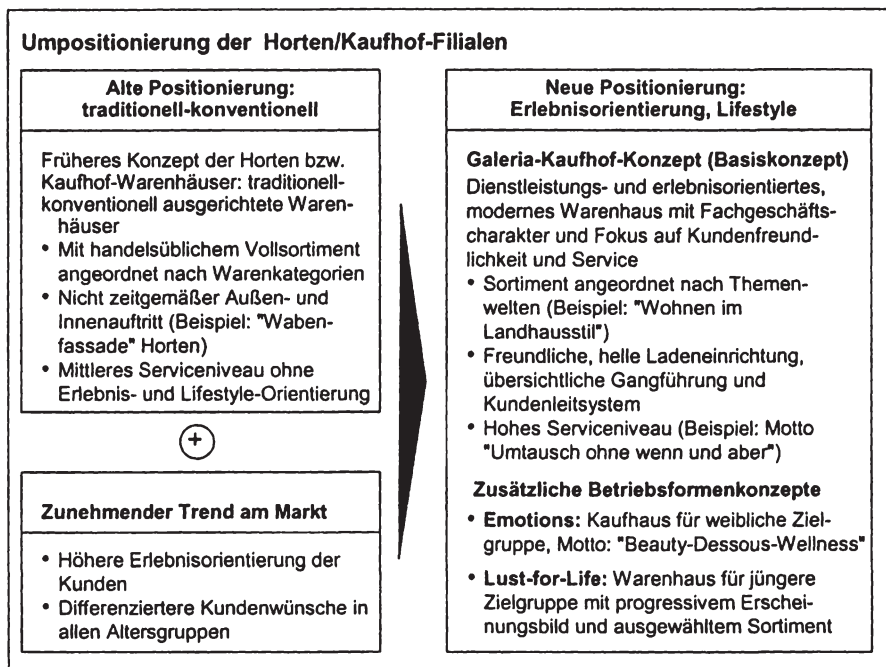 Umpositionierung der Horten/Kaufhof-Filialen
Alte Positionierung:
traditionell-konventionell
Früheres Konzept der Horten bzw.
Kaufhof-Warenhäuser: traditionell-
konventionell ausgerichtete Waren-
häuser
• Mit handelsüblichem Vollsortiment
angeordnet nach Warenkategorien
• Nicht zeitgemäßer Außen- und
Innenauftritt (Beispiel: "Waben-
fassade" Horten)
• Mittleres Serviceniveau ohne
Erlebnis- und Lifestyle-Orientierung
+
Zunehmender Trend am Markt
• Höhere Erlebnisorientierung der
Kunden
• Differenziertere Kundenwünsche in
allen Altersgruppen
Neue Positionierung:
Erlebnisorientierung, Lifestyle
Galeria-Kaufhof-Konzept (Basiskonzept)
Dienstleistungs- und erlebnisorientiertes,
modernes Warenhaus mit Fachgeschäfts-
charakter und Fokus auf Kundenfreund-
lichkeit und Service
• Sortiment angeordnet nach Themen-
welten (Beispiel: "Wohnen im
Landhausstil")
• Freundliche, helle Ladeneinrichtung,
übersichtliche Gangführung und
Kundenleitsystem
• Hohes Serviceniveau (Beispiel: Motto
"Umtausch ohne wenn und aber")
Zusätzliche Betriebsformenkonzepte
• Emotions: Kaufhaus für weibliche Ziel-
gruppe, Motto: "Beauty-Dessous-Wellness"
• Lust-for-Life: Warenhaus für jüngere
Zielgruppe mit progressivem Erschei-
nungsbild und ausgewähltem Sortiment